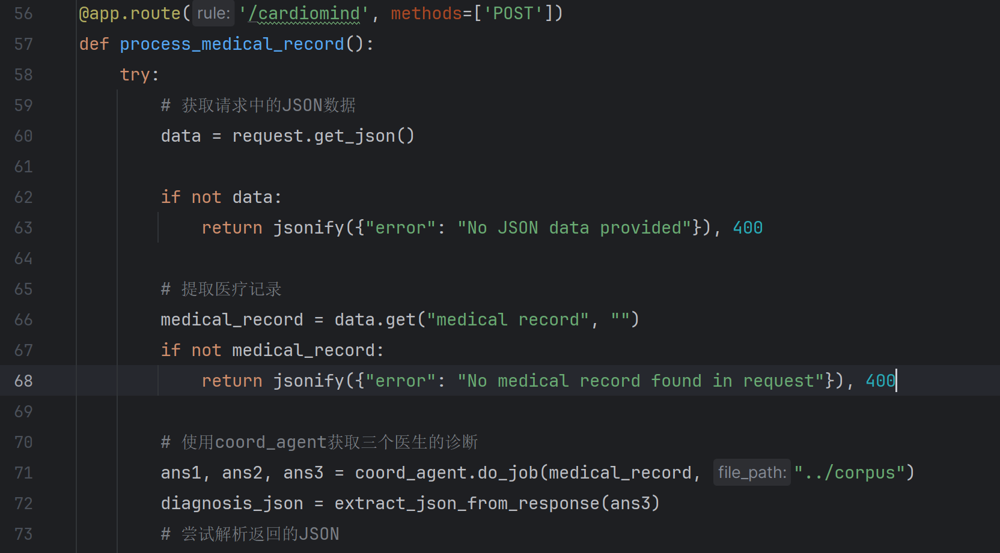 56 @app.route( rule: '/cardiomind', methods=['POST'])
57 def process_medical_record():
58 try:
59 # 获取请求中的JSON数据
60 data = request.get_json()
61
62 if not data:
63 return jsonify({"error": "No JSON data provided"}), 400
64
65 # 提取医疗记录
66 medical_record = data.get("medical record", "")
67 if not medical_record:
68 return jsonify({"error": "No medical record found in request"}), 400
69
70 # 使用coord_agent获取三个医生的诊断
71 ans1, ans2, ans3 = coord_agent.do_job(medical_record, file_path: "../corpus")
72 diagnosis_json = extract_json_from_response(ans3)
73 # 尝试解析返回的JSON